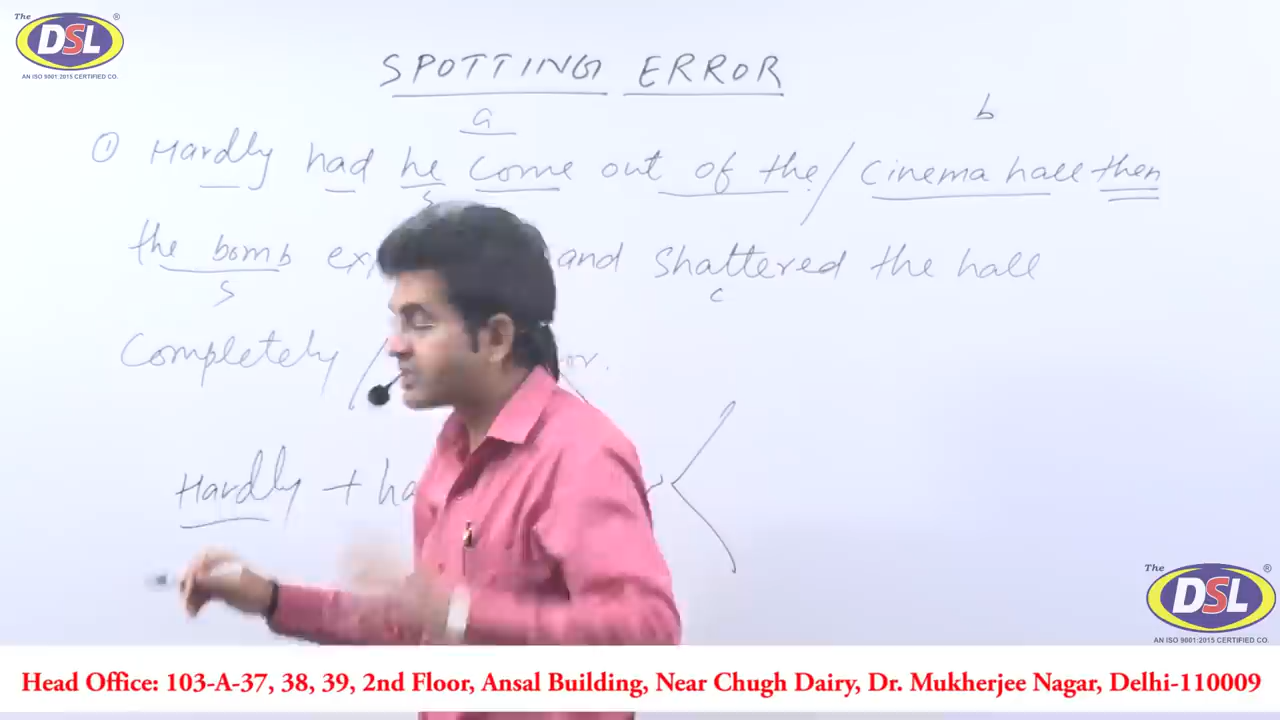 The DSL ®
AN ISO 9001:2015 CERTIFIED CO.
SPOTTING ERROR
a
b
① Hardly had he come out of the / Cinema hall then
S
the bomb and shattered the hall
S
c
Completely / or.
Hardly + ha
The DSL ®
AN ISO 9001:2015 CERTIFIED CO.
Head Office: 103-A-37, 38, 39, 2nd Floor, Ansal Building, Near Chugh Dairy, Dr. Mukherjee Nagar, Delhi-110009